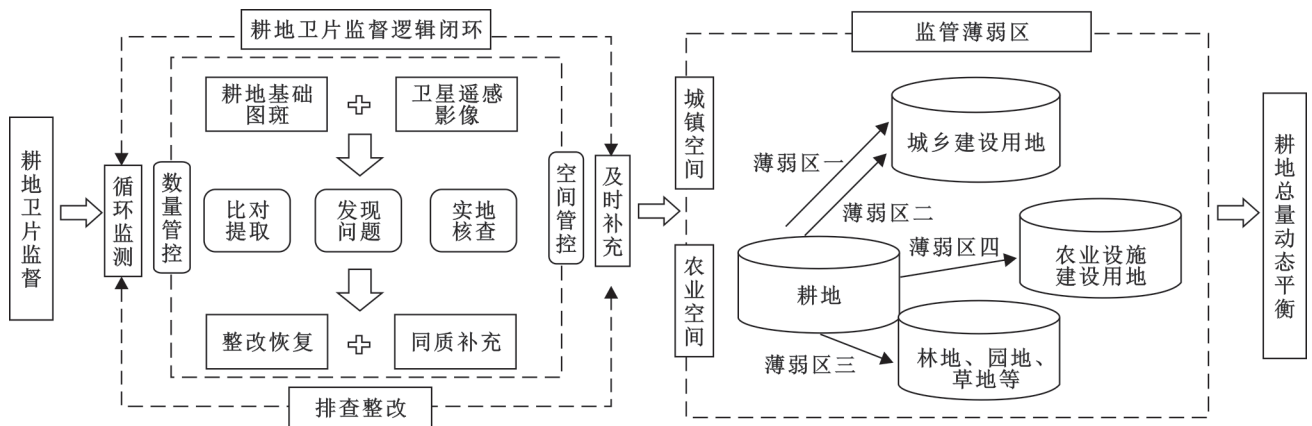 耕地卫片监督
耕地卫片监督逻辑闭环
循环监测
数量管控
耕地基础
图斑
卫星遥感
影像
比对
提取
发现
问题
实地
核查
整改恢复
同质补充
空间管控
及时补充
排查整改
监管薄弱区
城镇空间
农业空间
城乡建设用地
薄弱区一
薄弱区二
薄弱区四
农业设施
建设用地
耕地
薄弱区三
林地、园地、
草地等
耕地总量动态平衡